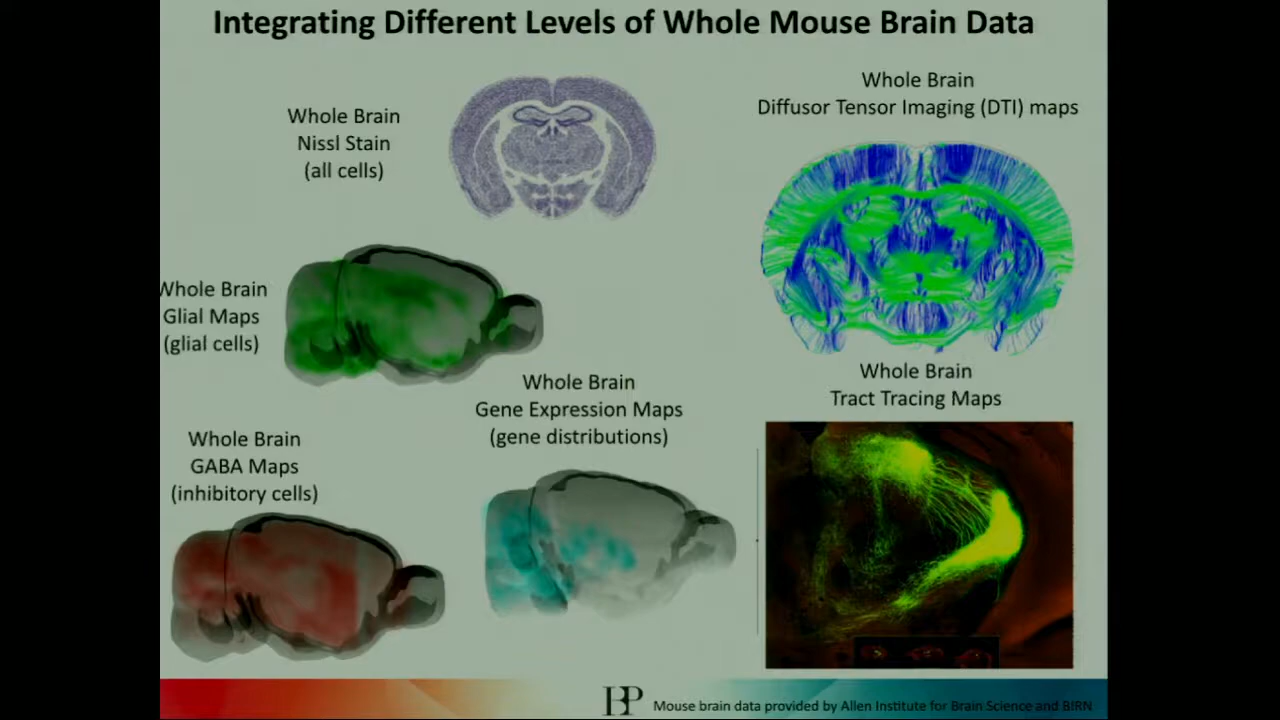 Integrating Different Levels of Whole Mouse Brain Data
Whole Brain
Nissl Stain
(all cells)
Whole Brain
Diffusor Tensor Imaging (DTI) maps
Whole Brain
Glial Maps
(glial cells)
Whole Brain
Gene Expression Maps
(gene distributions)
Whole Brain
Tract Tracing Maps
Whole Brain
GABA Maps
(inhibitory cells)
BP
Mouse brain data provided by Allen Institute for Brain Science and BIRN